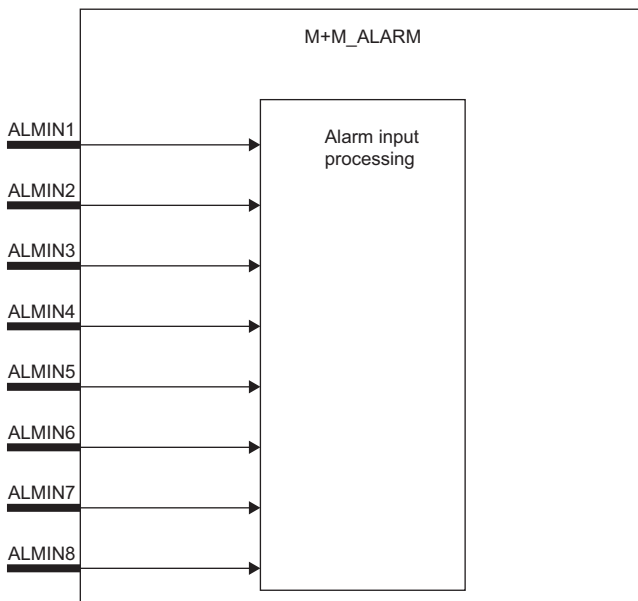 M+M_ALARM
ALMIN1
Alarm input
processing
ALMIN2
ALMIN3
ALMIN4
ALMIN5
ALMIN6
ALMIN7
ALMIN8